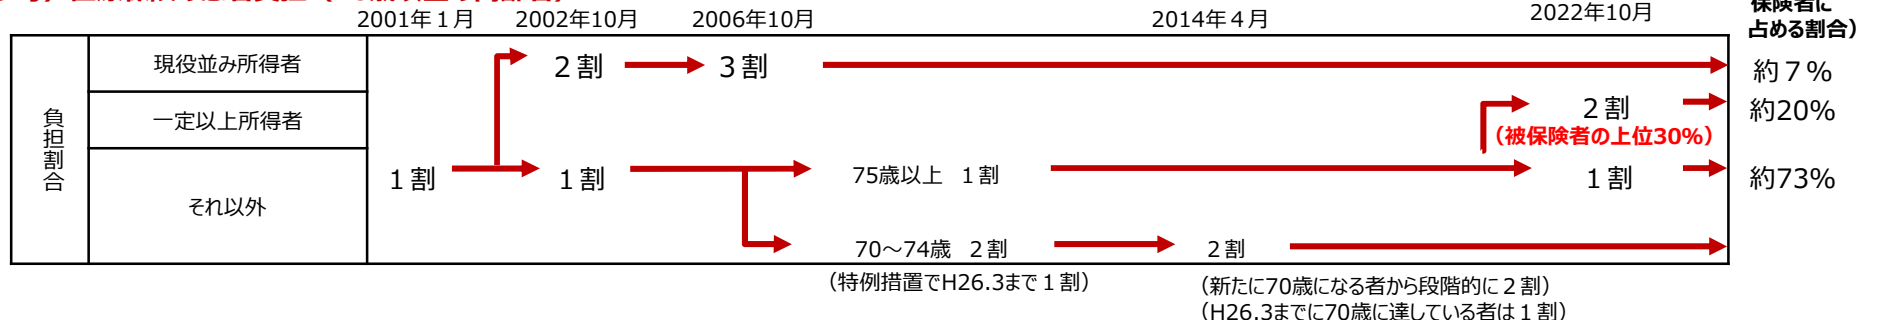 2001年１月 2002年10月 2006年10月 2014年４月 2022年10月
保険者に
占める割合）
現役並み所得者 ２割 ３割 約７％
一定以上所得者 ２割 約20%
（被保険者の上位30%）
負担割合
それ以外 １割 １割 75歳以上 １割 １割 約73%
70～74歳 ２割 ２割
（特例措置でH26.3まで１割）
（新たに70歳になる者から段階的に２割）
（H26.3までに70歳に達している者は１割）